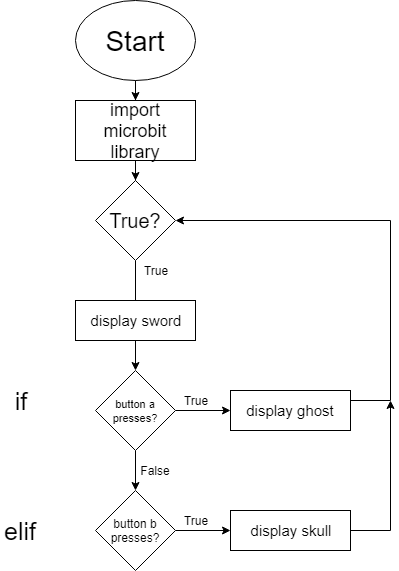 Start
import
microbit
library
True?
True
display sword
if
button a
presses?
True
display ghost
False
elif
button b
presses?
True
display skull